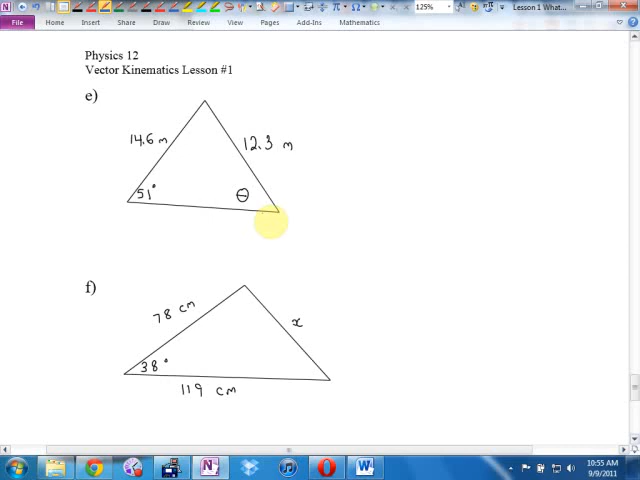 Lesson 1 What...
File
Home
Insert
Share
Draw
Review
View
Pages
Add-Ins
Mathematics
125%
Physics 12
Vector Kinematics Lesson #1
e)
14.6 m
12.3 m
51°
θ
f)
78 cm
x
38°
119 cm
10:55 AM
9/9/2011